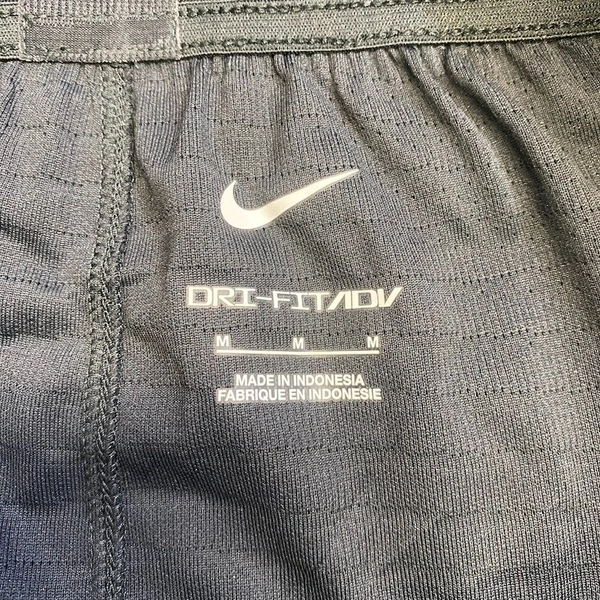 DRI-FIT ADV
M M M
MADE IN INDONESIA
FABRIQUE EN INDONESIE